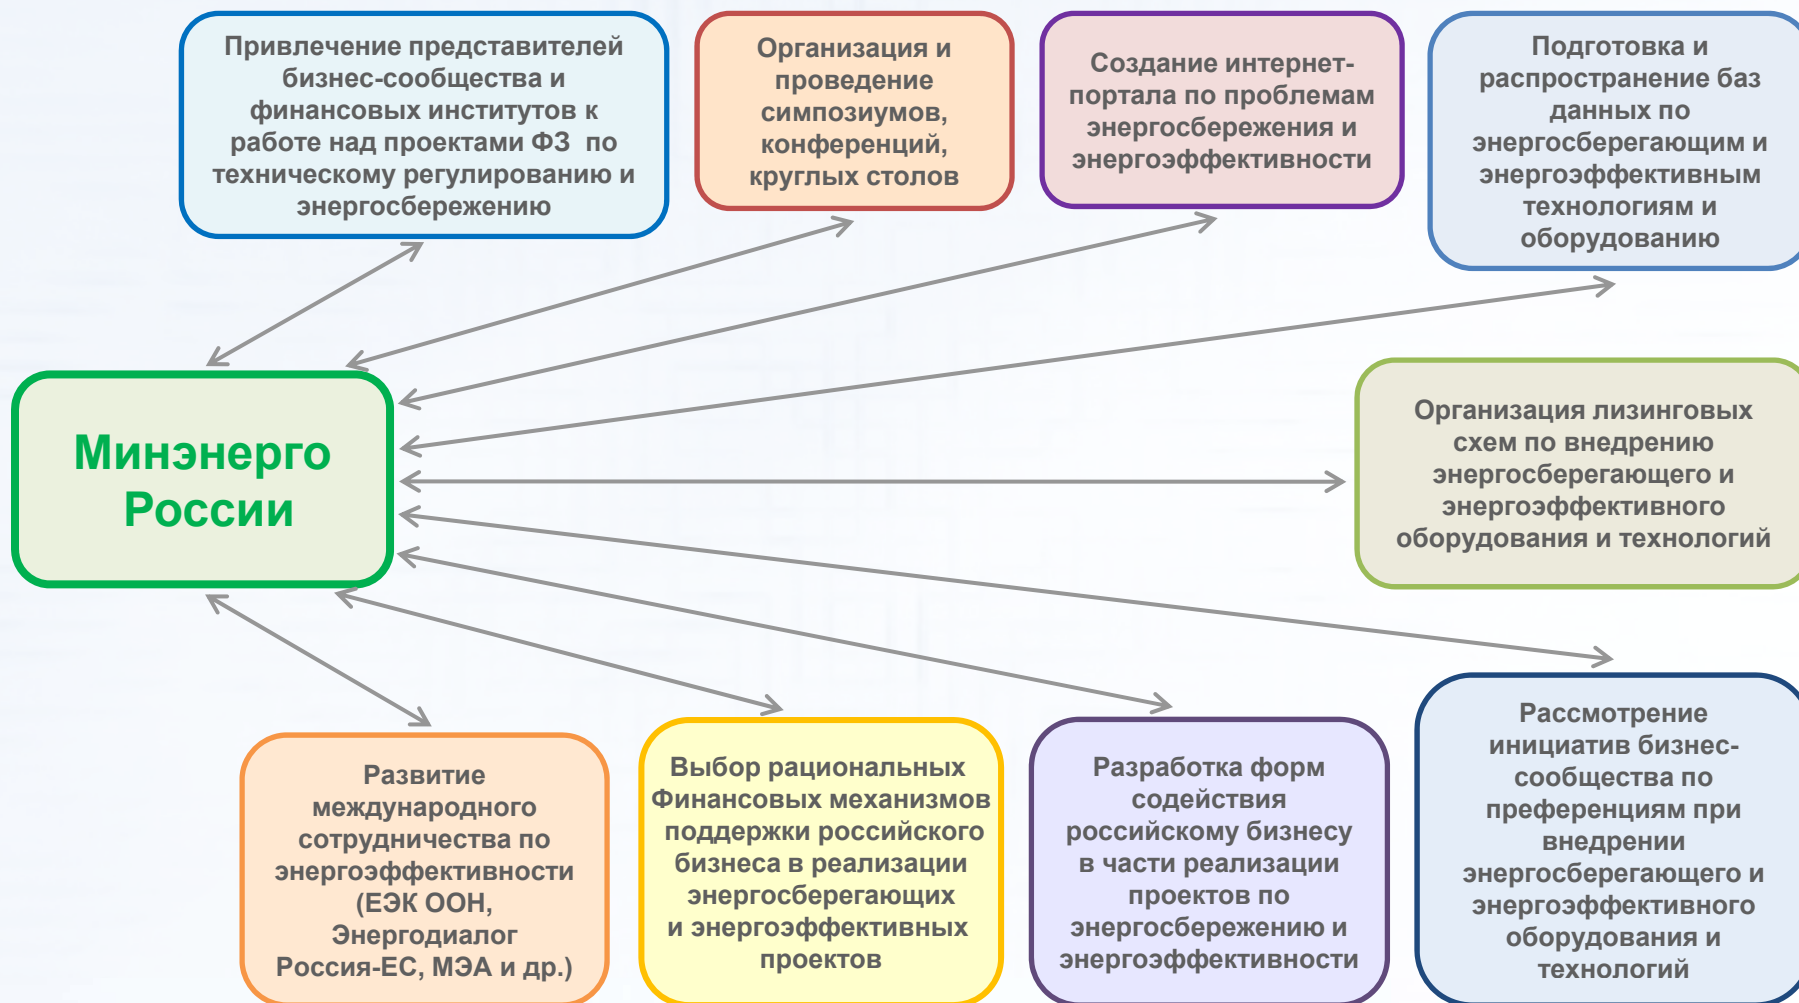 Привлечение представителей
бизнес-сообщества и
финансовых институтов к
работе над проектами ФЗ по
техническому регулированию и
энергосбережению
Организация и
проведение
симпозиумов,
конференций,
круглых столов
Создание интернет-
портала по проблемам
энергосбережения и
энергоэффективности
Подготовка и
распространение баз
данных по
энергосберегающим и
энергоэффективным
технологиям и
оборудованию
Минэнерго
России
Организация лизинговых
схем по внедрению
энергосберегающего и
энергоэффективного
оборудования и технологий
Развитие
международного
сотрудничества по
энергоэффективности
(ЕЭК ООН,
Энергодиалог
Россия-ЕС, МЭА и др.)
Выбор рациональных
Финансовых механизмов
поддержки российского
бизнеса в реализации
энергосберегающих
и энергоэффективных
проектов
Разработка форм
содействия
российскому бизнесу
в части реализации
проектов по
энергосбережению и
энергоэффективности
Рассмотрение
инициатив бизнес-
сообщества по
преференциям при
внедрении
энергосберегающего и
энергоэффективного
оборудования и
технологий